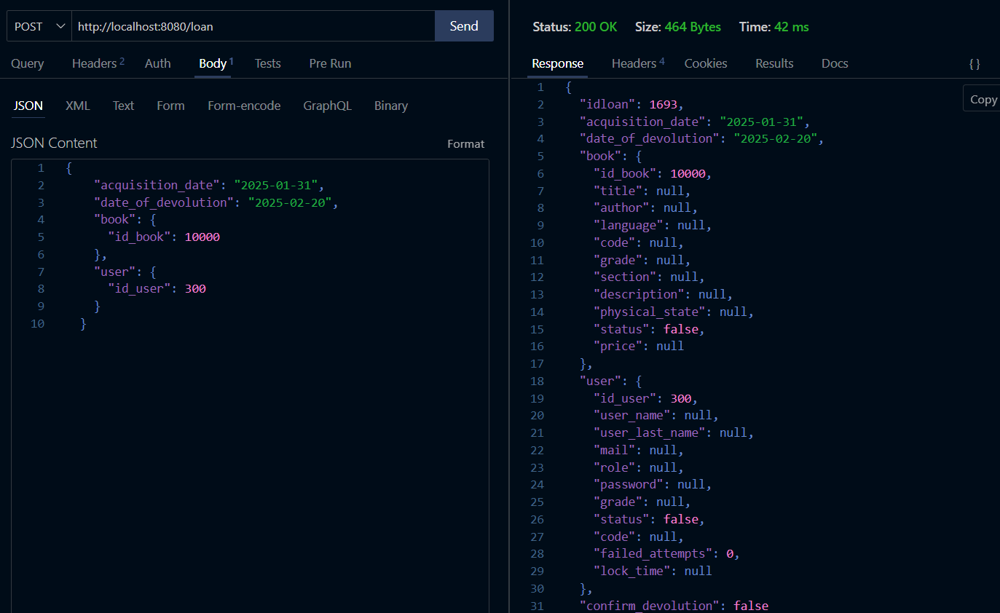 POST http://localhost:8080/loan Send
Query Headers 2 Auth Body 1 Tests Pre Run
JSON XML Text Form Form-encode GraphQL Binary
JSON Content Format
1 {
2 "acquisition_date": "2025-01-31",
3 "date_of_devolution": "2025-02-20",
4 "book": {
5 "id_book": 10000
6 },
7 "user": {
8 "id_user": 300
9 }
10 }
Status: 200 OK Size: 464 Bytes Time: 42 ms
Response Headers 4 Cookies Results Docs { }
Copy
1 {
2 "idloan": 1693,
3 "acquisition_date": "2025-01-31",
4 "date_of_devolution": "2025-02-20",
5 "book": {
6 "id_book": 10000,
7 "title": null,
8 "author": null,
9 "language": null,
10 "code": null,
11 "grade": null,
12 "section": null,
13 "description": null,
14 "physical_state": null,
15 "status": false,
16 "price": null
17 },
18 "user": {
19 "id_user": 300,
20 "user_name": null,
21 "user_last_name": null,
22 "mail": null,
23 "role": null,
24 "password": null,
25 "grade": null,
26 "status": false,
27 "code": null,
28 "failed_attempts": 0,
29 "lock_time": null
30 },
31 "confirm_devolution": false